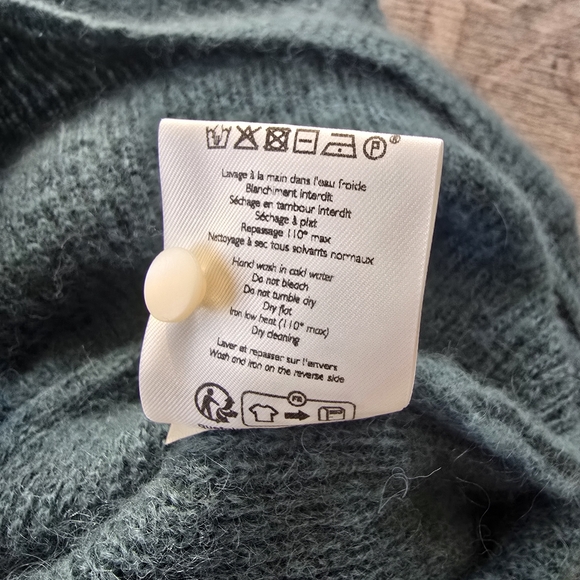 P ®
Lavage à la main dans l'eau froide
Blanchiment interdit
Séchage en tambour interdit
Séchage à plat
Repassage 110° max
Nettoyage à sec tous solvants normaux
Hand wash in cold water
Do not bleach
Do not tumble dry
Dry flat
Iron low heat (110° max)
Dry cleaning
Laver et repasser sur l'envers
Wash and iron on the reverse side
FR